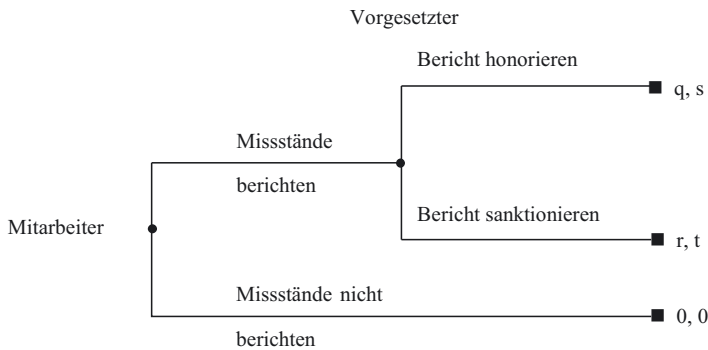 Vorgesetzter
Bericht honorieren
q, s
Missstände
berichten
Bericht sanktionieren
Mitarbeiter
r, t
Missstände nicht
0, 0
berichten